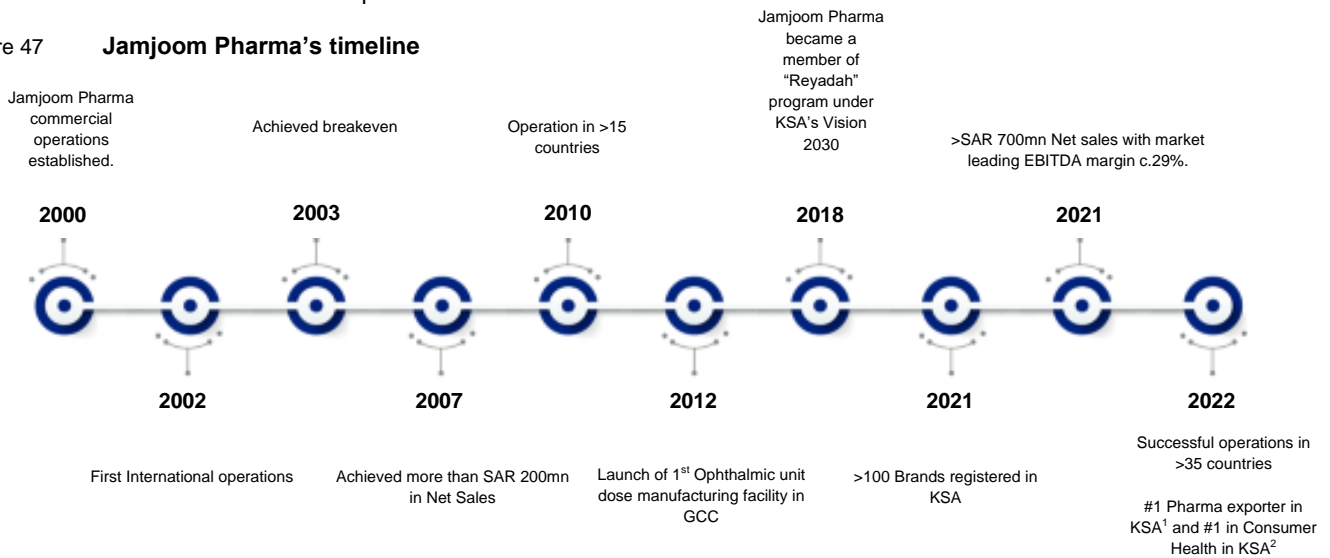 re 47
Jamjoom Pharma's timeline
Jamjoom Pharma
commercial
operations
established.
2000
First International operations
2002
Achieved breakeven
2003
Achieved more than SAR 200mn
in Net Sales
2007
Operation in >15
countries
2010
Launch of 1st Ophthalmic unit
dose manufacturing facility in
GCC
2012
Jamjoom Pharma
became a
member of
“Reyadah”
program under
KSA's Vision
2030
2018
>100 Brands registered in
KSA
2021
>SAR 700mn Net sales with market
leading EBITDA margin c.29%.
2021
2022
Successful operations in
>35 countries
#1 Pharma exporter in
KSA1 and #1 in Consumer
Health in KSA2